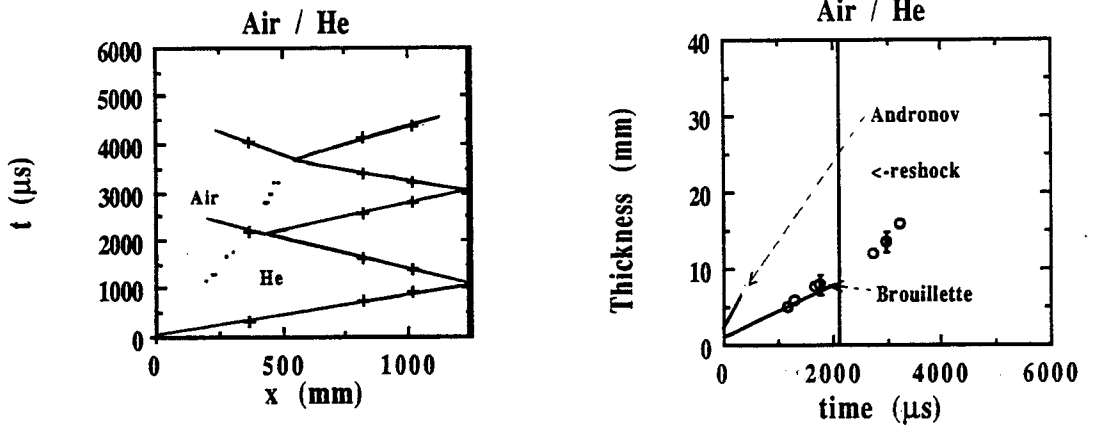 Air / He
6000
5000
4000
3000
2000
1000
0
t (µs)
Air
He
0
500
1000
x (mm)
Air / He
40
30
20
10
0
Thickness (mm)
Andronov
<-reshock
Brouillette
0
2000
4000
6000
time (µs)